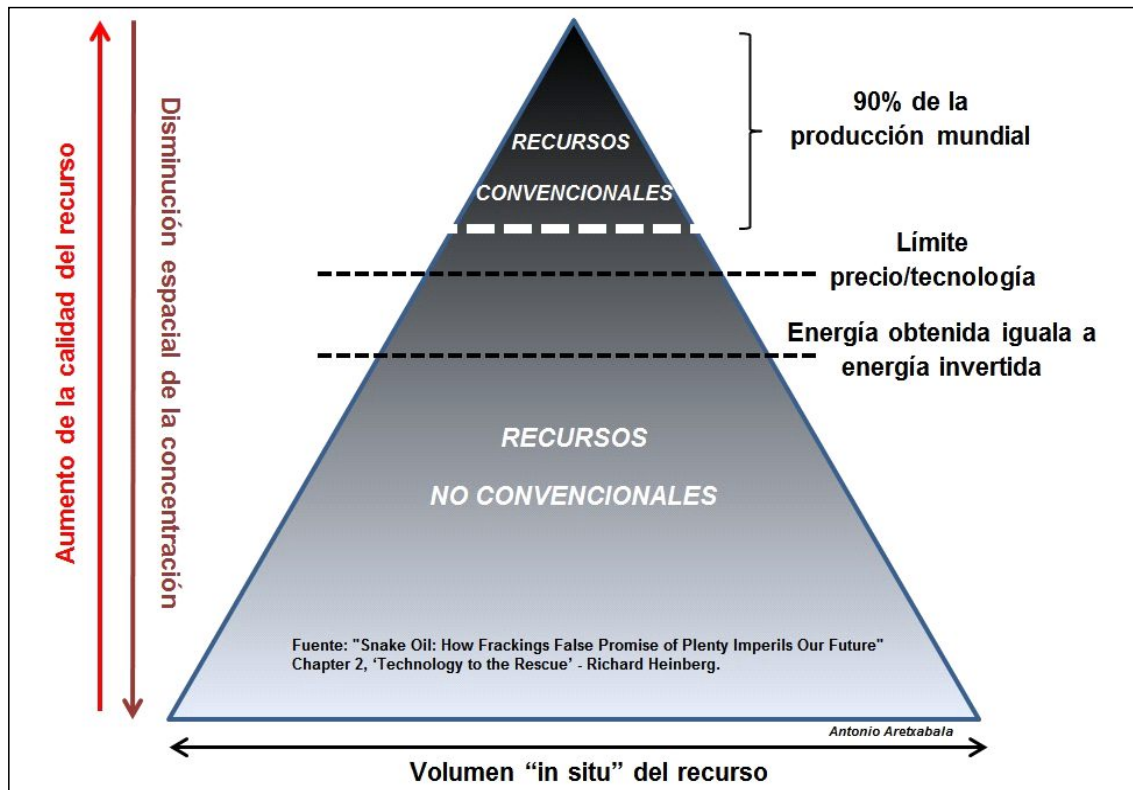 Aumento de la calidad del recurso
Disminución espacial de la concentración
RECURSOS
CONVENCIONALES
90% de la
producción mundial
Límite
precio/tecnología
Energía obtenida iguala a
energía invertida
RECURSOS
NO CONVENCIONALES
Fuente: "Snake Oil: How Frackings False Promise of Plenty Imperils Our Future"
Chapter 2, ‘Technology to the Rescue’ - Richard Heinberg.
Antonio Aretxabala
Volumen “in situ” del recurso